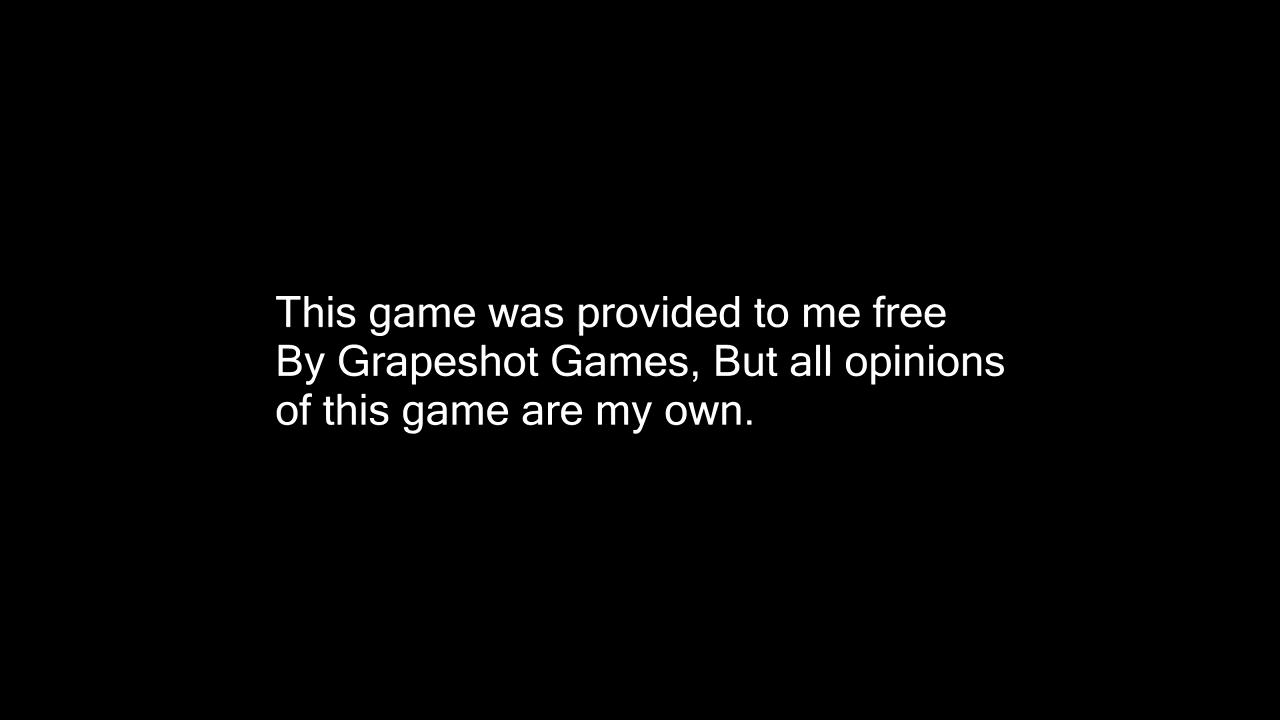 This game was provided to me free
By Grapeshot Games, But all opinions
of this game are my own.